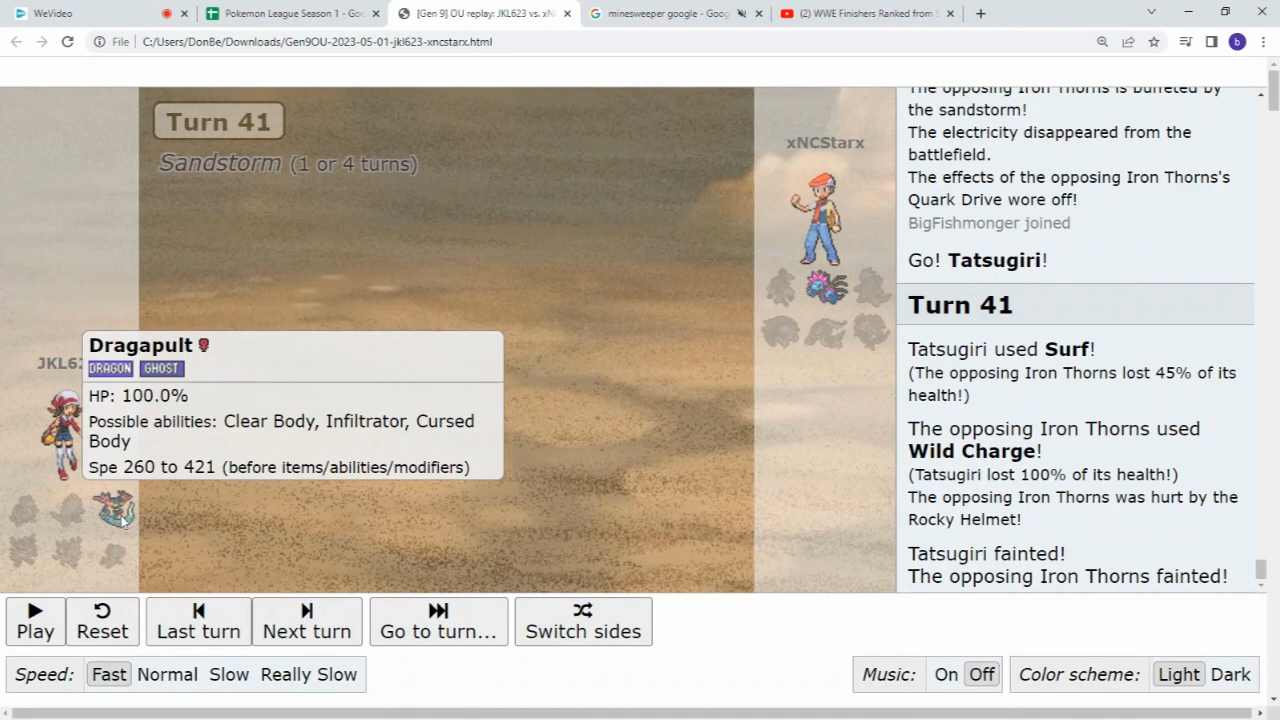 WeVideo
Pokemon League Season 1 - Goo
[Gen 9] OU replay: JKL623 vs. xNC
minesweeper google - Goog
(2) WWE Finishers Ranked from S
File
C:/Users/DonBe/Downloads/Gen9OU-2023-05-01-jkl623-xncstarx.html
b
Turn 41
Sandstorm (1 or 4 turns)
xNCStarx
JKL62
Dragapult
DRAGON GHOST
HP: 100.0%
Possible abilities: Clear Body, Infiltrator, Cursed
Body
Spe 260 to 421 (before items/abilities/modifiers)
The opposing Iron Thorns is buffeted by
the sandstorm!
The electricity disappeared from the
battlefield.
The effects of the opposing Iron Thorns's
Quark Drive wore off!
BigFishmonger joined
Go! Tatsugiri!
Turn 41
Tatsugiri used Surf!
(The opposing Iron Thorns lost 45% of its
health!)
The opposing Iron Thorns used
Wild Charge!
(Tatsugiri lost 100% of its health!)
The opposing Iron Thorns was hurt by the
Rocky Helmet!
Tatsugiri fainted!
The opposing Iron Thorns fainted!
Play
Reset
Last turn
Next turn
Go to turn...
Switch sides
Speed: Fast Normal Slow Really Slow
Music: On Off
Color scheme: Light Dark